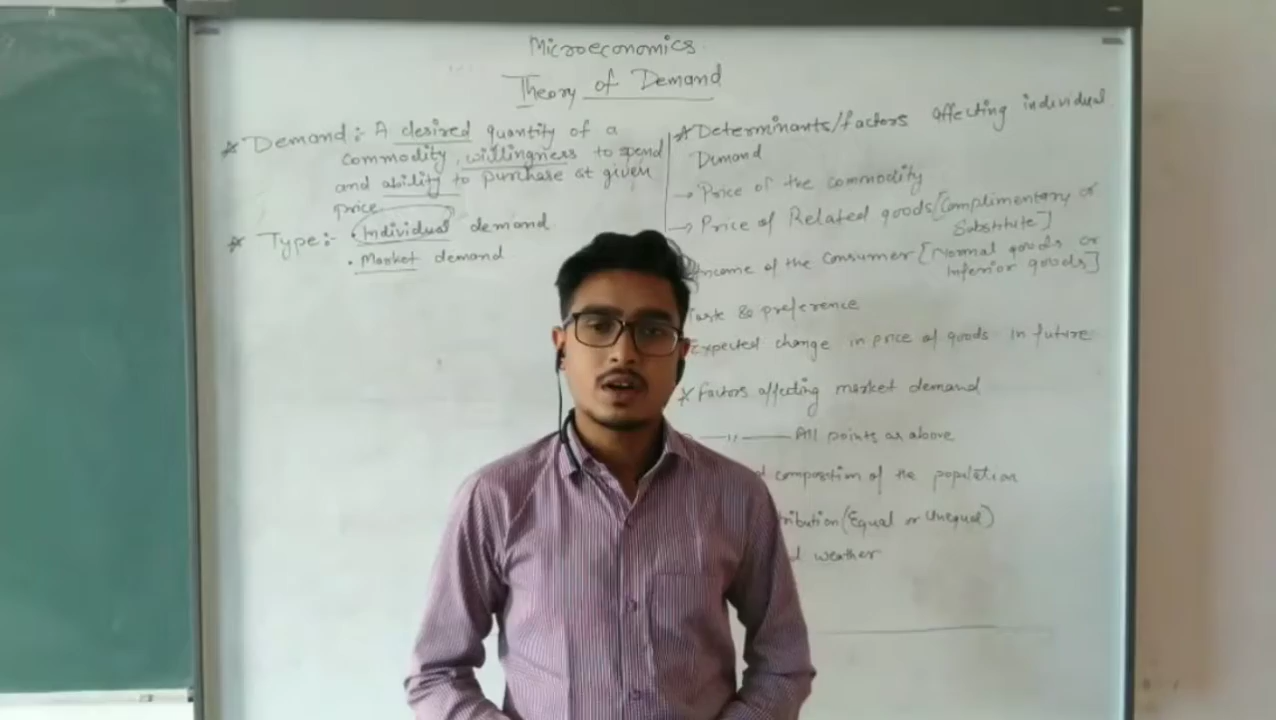 Microeconomics
Theory of Demand
* Demand:- A desired quantity of a
commodity, willingness to spend
and ability to purchase at given
price
* Type:- • Individual demand
• Market demand
* Determinants/factors affecting individual
Demand
→ Price of the commodity
→ Price of Related goods [Complimentary or
Substitute]
Income of the Consumer [Normal goods or
Inferior goods]
Taste & preference
Expected change in price of goods in future
* Factors affecting market demand
—— 〃 —— All points as above
composition of the population
(Equal or Unequal)
weather